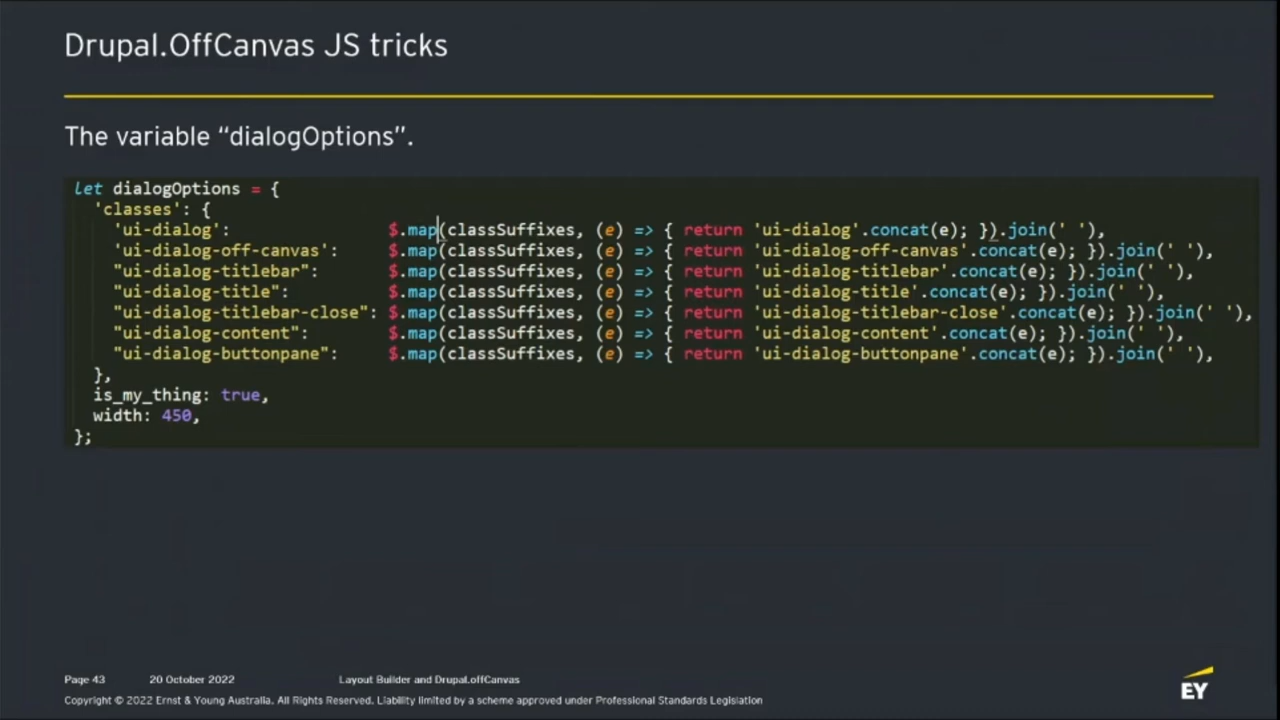 Drupal.OffCanvas JS tricks
The variable “dialogOptions”.
let dialogOptions = {
'classes': {
'ui-dialog': $.map(classSuffixes, (e) => { return 'ui-dialog'.concat(e); }).join(' '),
'ui-dialog-off-canvas': $.map(classSuffixes, (e) => { return 'ui-dialog-off-canvas'.concat(e); }).join(' '),
"ui-dialog-titlebar": $.map(classSuffixes, (e) => { return 'ui-dialog-titlebar'.concat(e); }).join(' '),
"ui-dialog-title": $.map(classSuffixes, (e) => { return 'ui-dialog-title'.concat(e); }).join(' '),
"ui-dialog-titlebar-close": $.map(classSuffixes, (e) => { return 'ui-dialog-titlebar-close'.concat(e); }).join(' '),
"ui-dialog-content": $.map(classSuffixes, (e) => { return 'ui-dialog-content'.concat(e); }).join(' '),
"ui-dialog-buttonpane": $.map(classSuffixes, (e) => { return 'ui-dialog-buttonpane'.concat(e); }).join(' '),
},
is_my_thing: true,
width: 450,
};
Page 43 20 October 2022 Layout Builder and Drupal.offCanvas
Copyright © 2022 Ernst & Young Australia. All Rights Reserved. Liability limited by a scheme approved under Professional Standards Legislation
EY